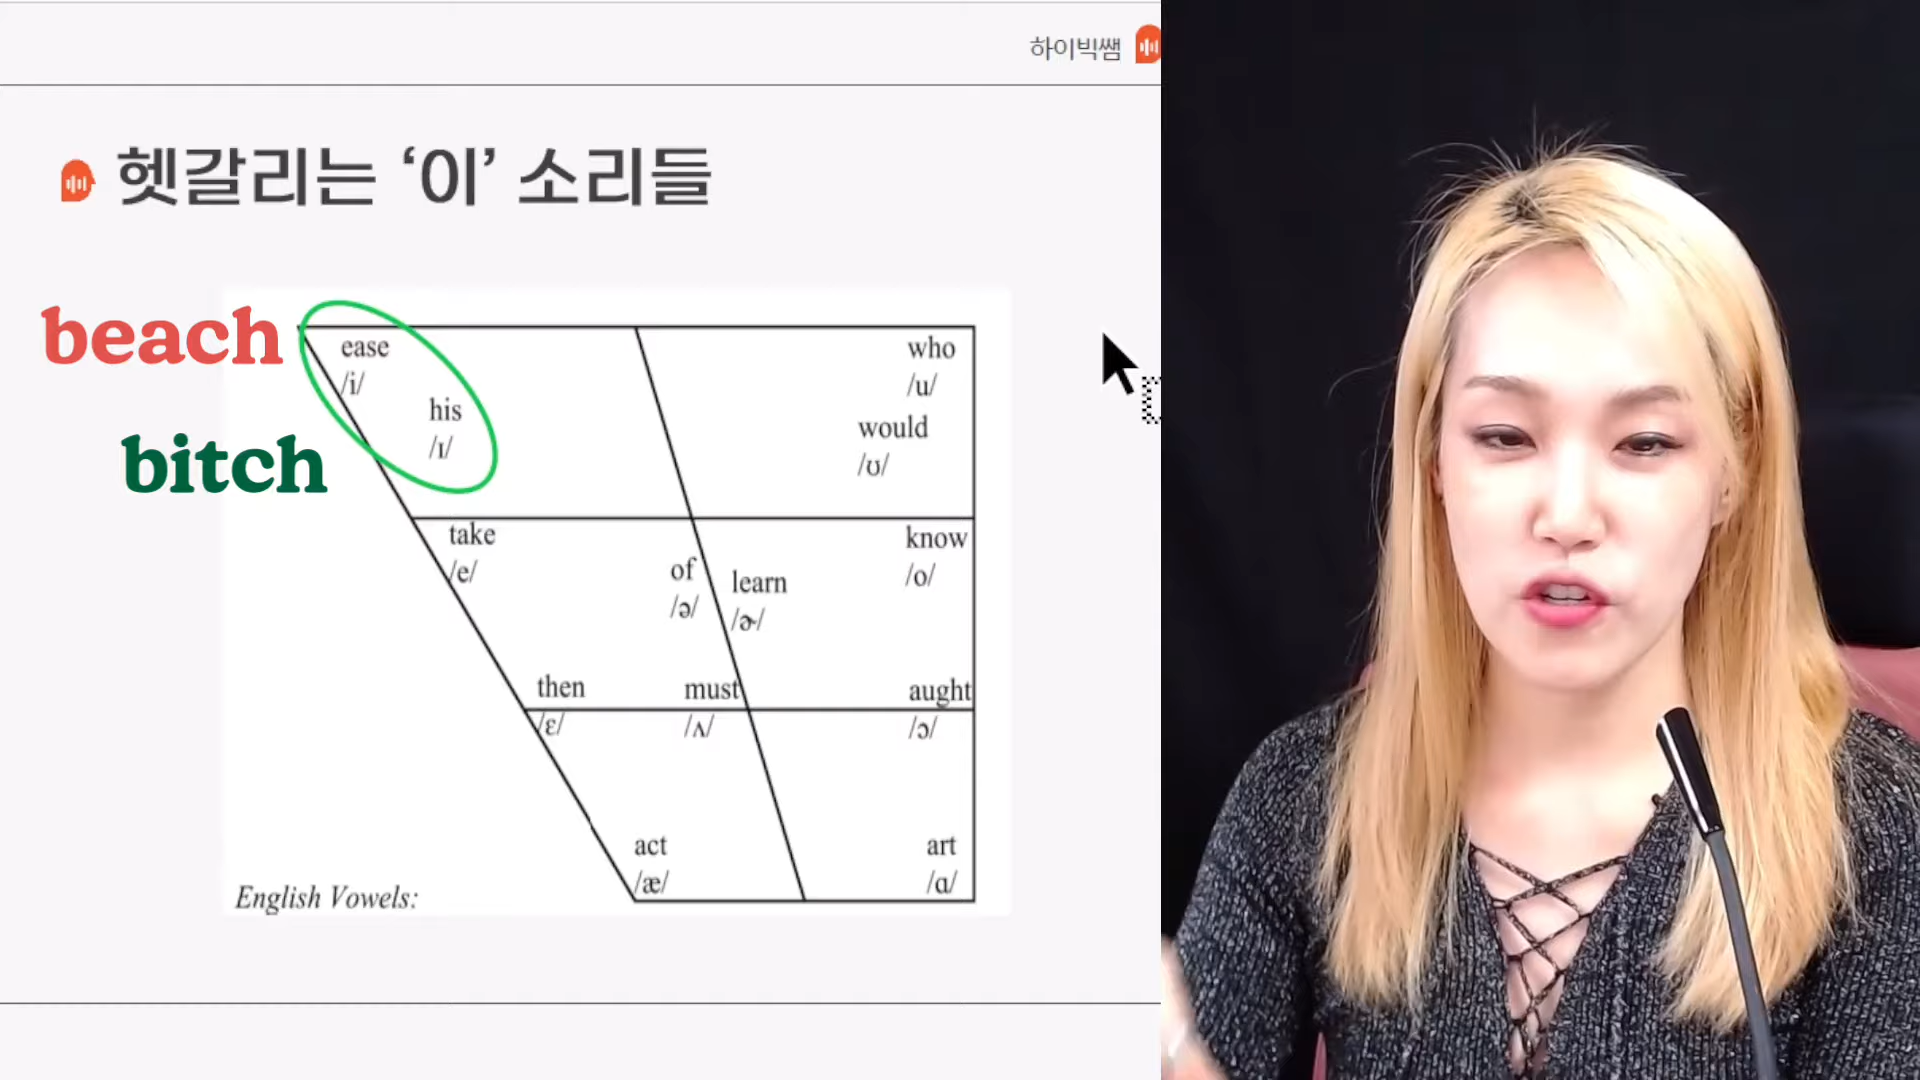 하이빅쌤
헷갈리는 ‘이’ 소리들
beach
bitch
ease
/i/
his
/ɪ/
who
/u/
would
/ʊ/
take
/e/
of
/ə/
learn
/ɚ/
know
/o/
then
/ɛ/
must
/ʌ/
aught
/ɔ/
act
/æ/
art
/ɑ/
English Vowels: